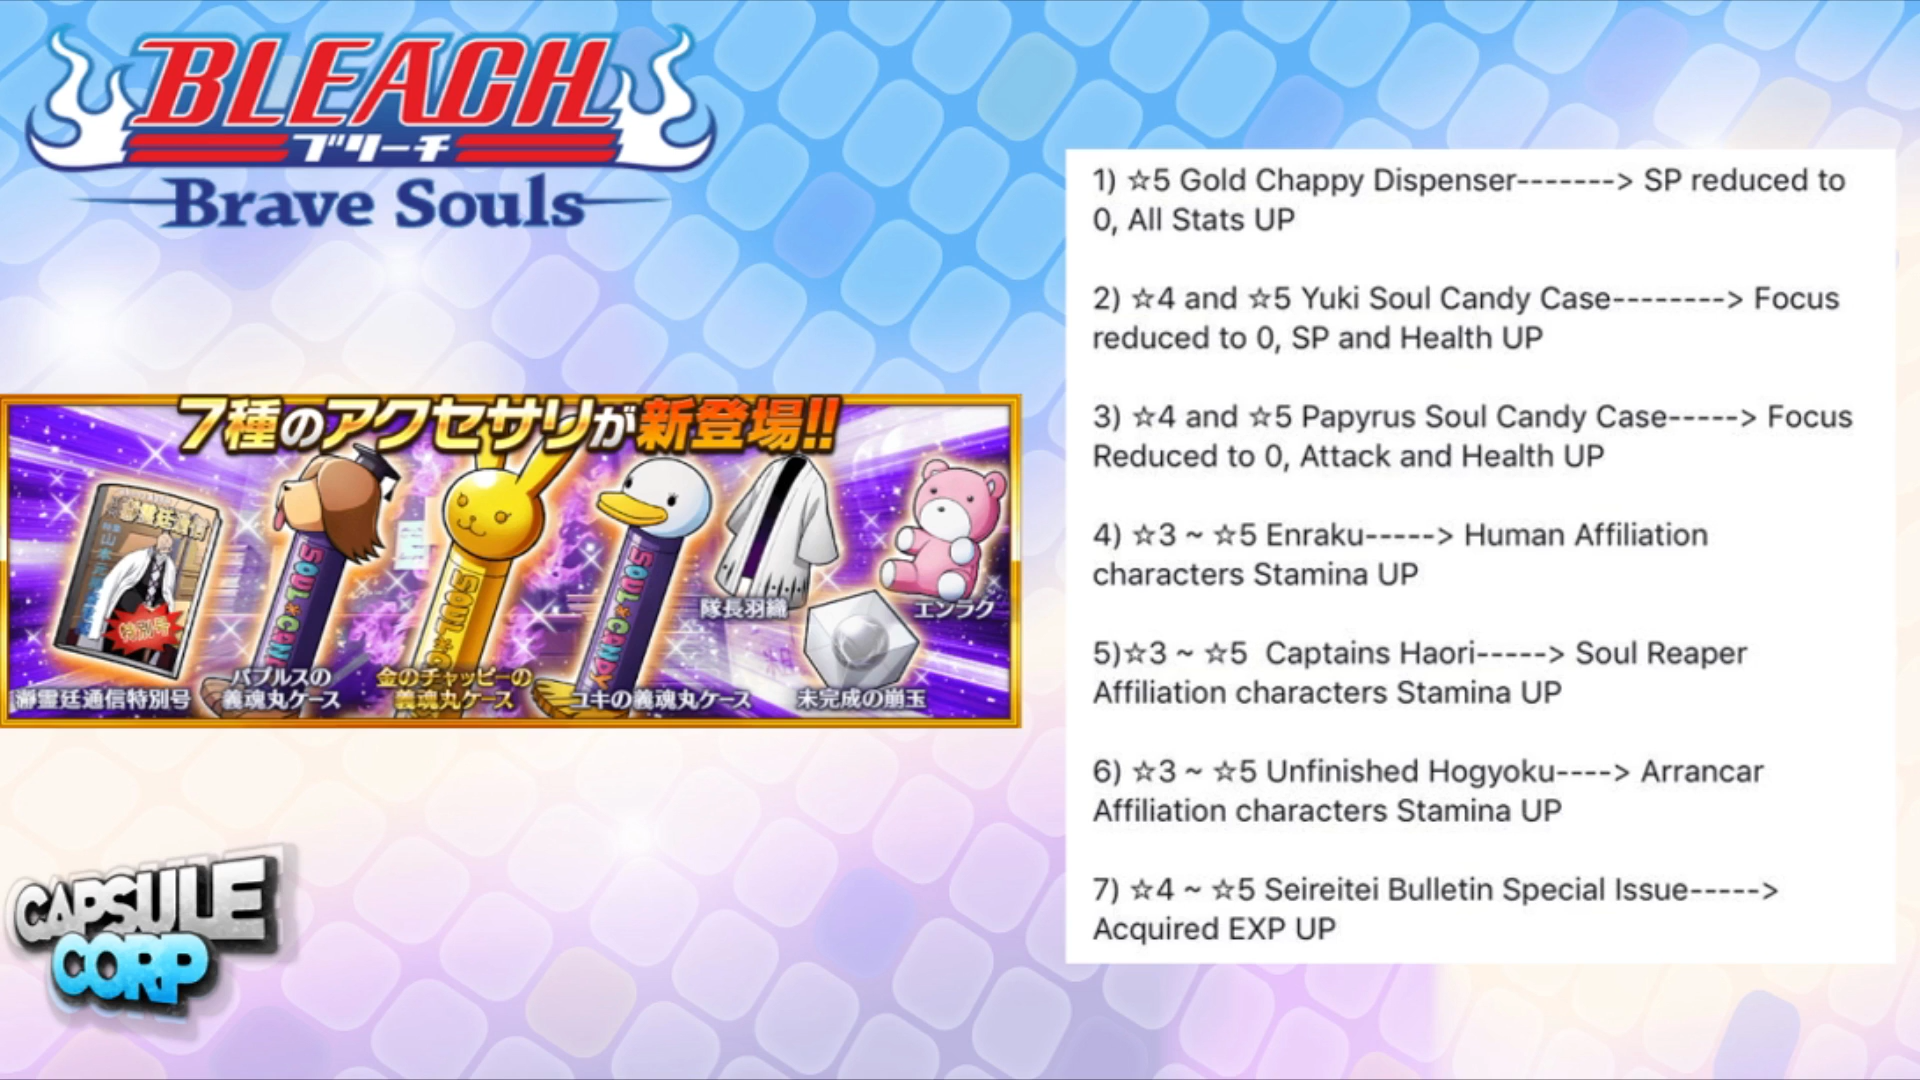 BLEACH
ブリーチ
Brave Souls
7種のアクセサリが新登場!!
特別号
SOUL*CANDY
隊長羽織
エンラク
瀞霊廷通信特別号
パプルスの
義魂丸ケース
金のチャッピーの
義魂丸ケース
ユキの義魂丸ケース
未完成の崩玉
CAPSULE
CORP
1) ☆5 Gold Chappy Dispenser-------> SP reduced to
0, All Stats UP
2) ☆4 and ☆5 Yuki Soul Candy Case--------> Focus
reduced to 0, SP and Health UP
3) ☆4 and ☆5 Papyrus Soul Candy Case-----> Focus
Reduced to 0, Attack and Health UP
4) ☆3 ~ ☆5 Enraku-----> Human Affiliation
characters Stamina UP
5)☆3 ~ ☆5  Captains Haori-----> Soul Reaper
Affiliation characters Stamina UP
6) ☆3 ~ ☆5 Unfinished Hogyoku----> Arrancar
Affiliation characters Stamina UP
7) ☆4 ~ ☆5 Seireitei Bulletin Special Issue----->
Acquired EXP UP